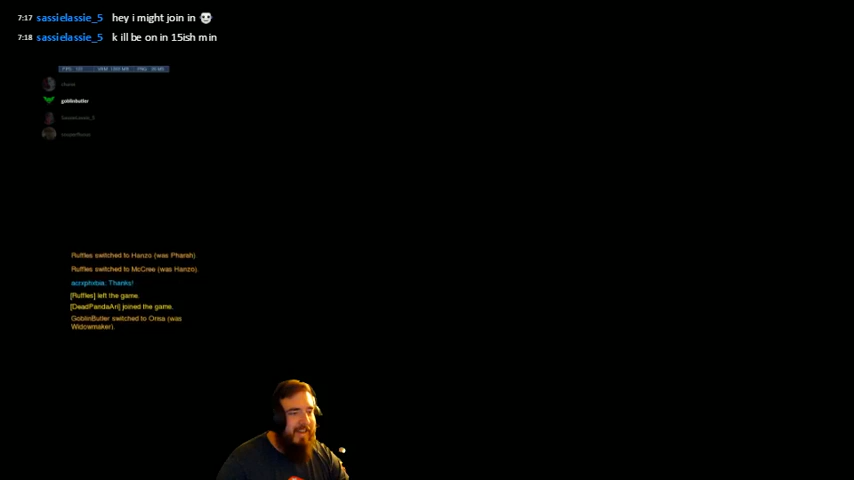 7:17 sassielassie_5 hey i might join in
7:18 sassielassie_5 k ill be on in 15ish min
goblinbutler
Sassielassie_5
Ruffles switched to Hanzo (was Pharah)
Ruffles switched to McCree (was Hanzo).
Thanks!
[Ruffles] left the game.
[DeadPandaAri] joined the game.
GoblinButler switched to Orisa (was
Widowmaker).